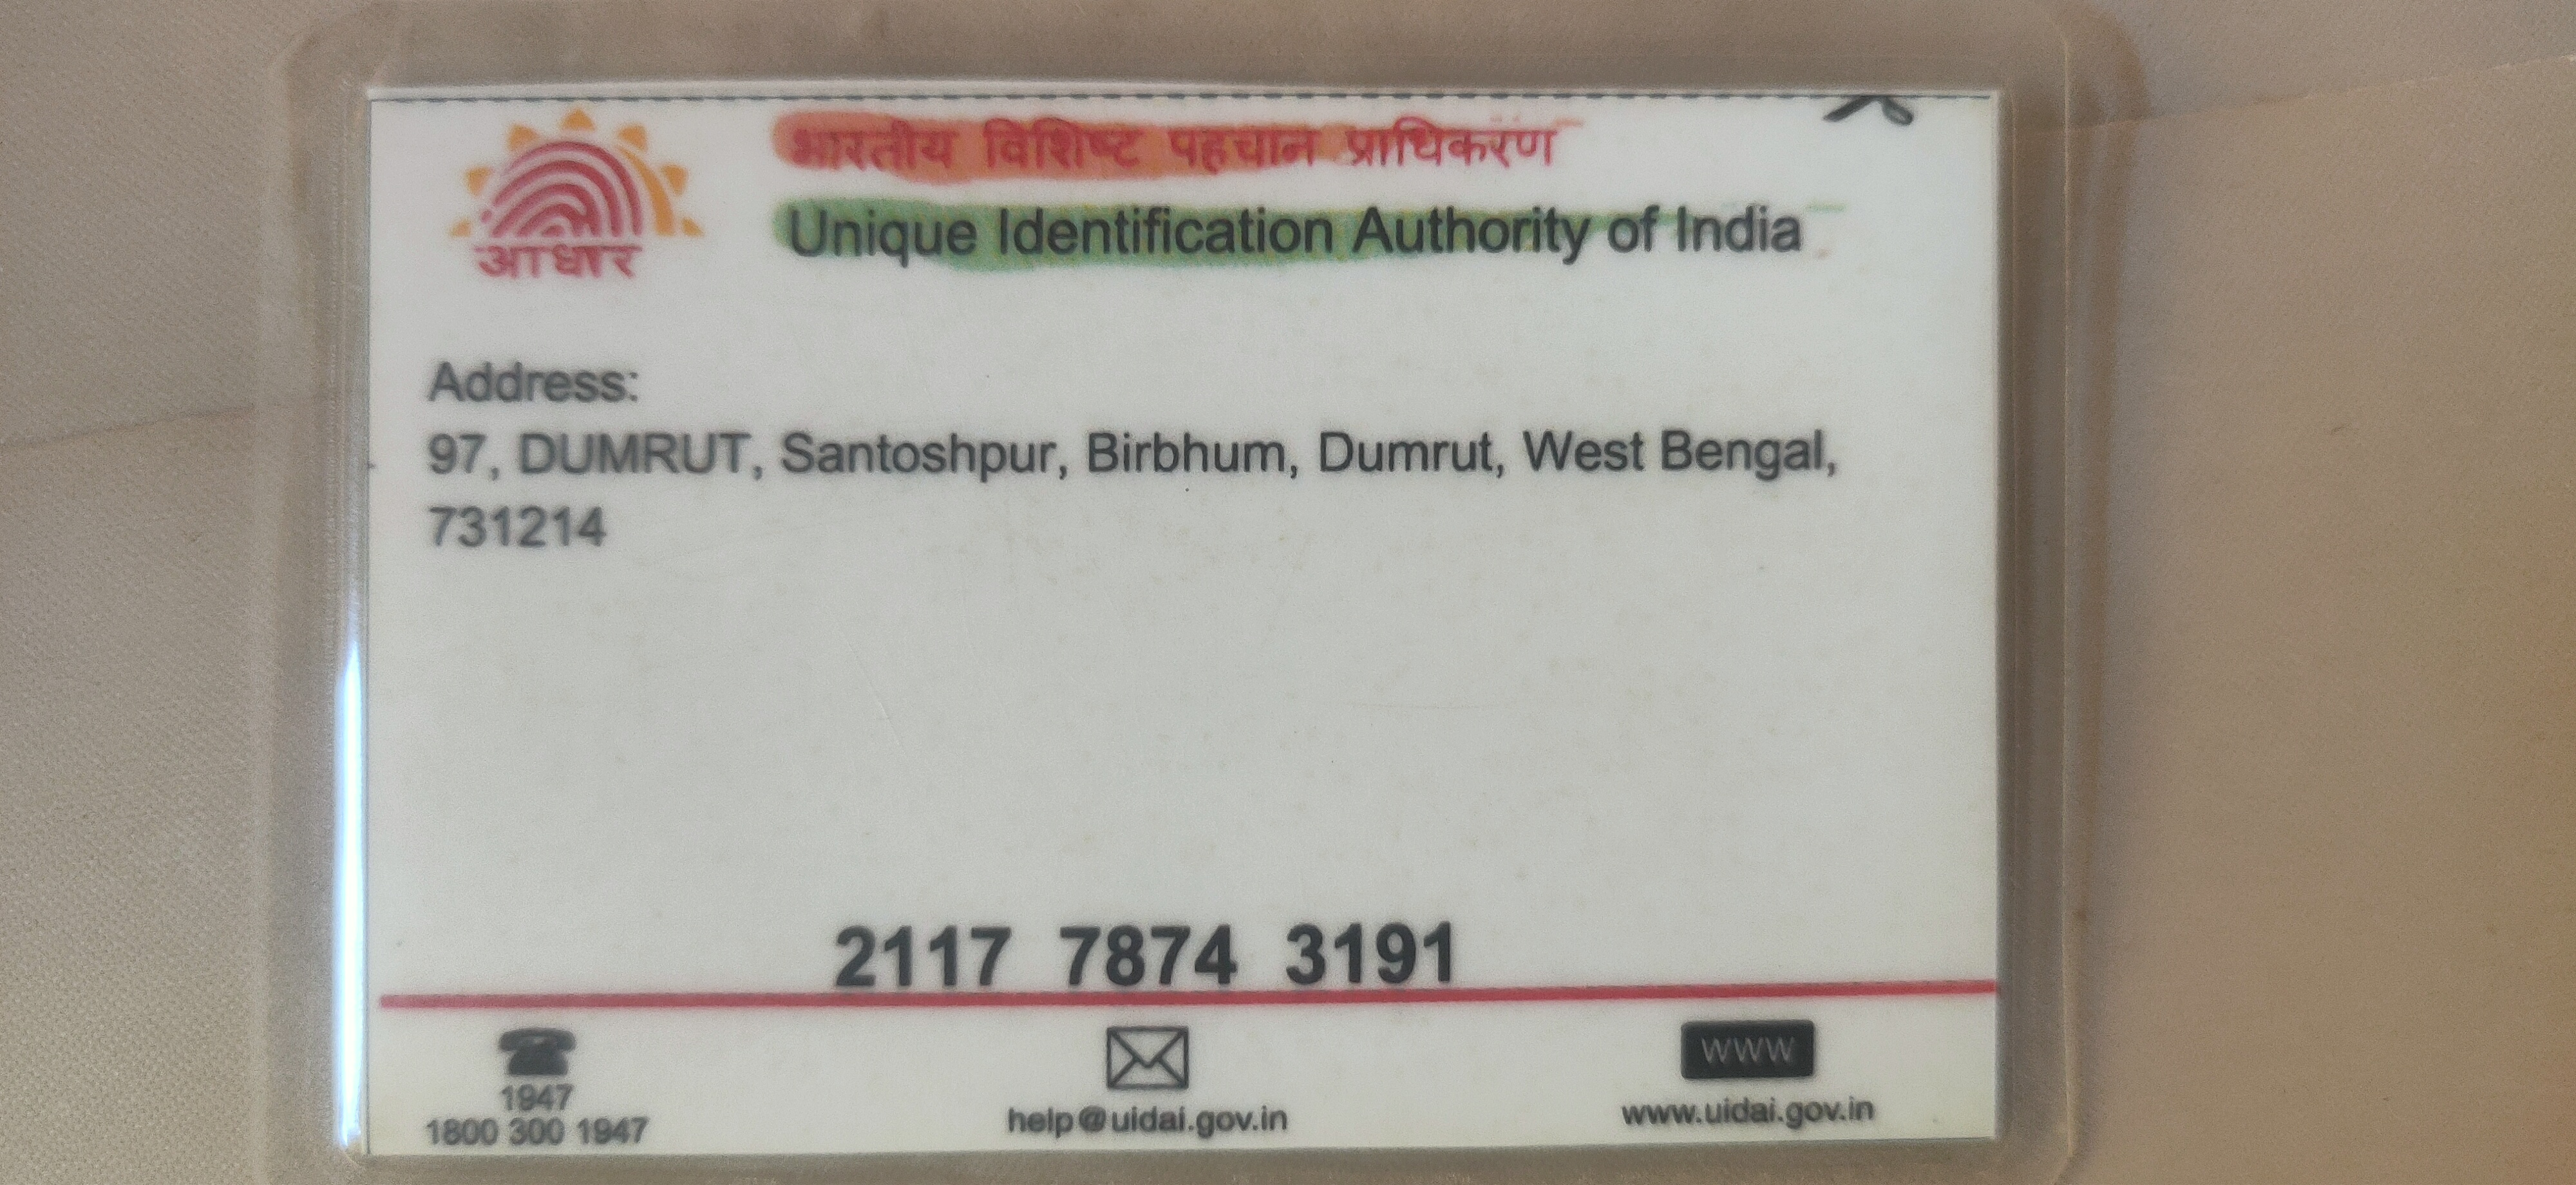 आधार
भारतीय विशिष्ट पहचान प्राधिकरण
Unique Identification Authority of India
Address:
97, DUMRUT, Santoshpur, Birbhum, Dumrut, West Bengal,
731214
2117 7874 3191
1947
1800 300 1947
help@uidai.gov.in
WWW
www.uidai.gov.in